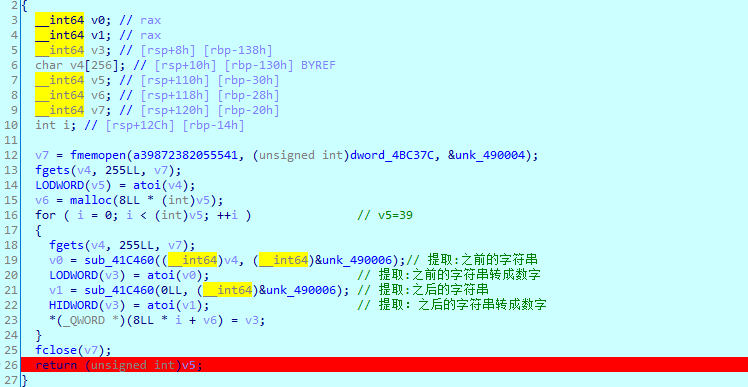 2 {
3 __int64 v0; // rax
4 __int64 v1; // rax
5 __int64 v3; // [rsp+8h] [rbp-138h]
6 char v4[256]; // [rsp+10h] [rbp-130h] BYREF
7 __int64 v5; // [rsp+110h] [rbp-30h]
8 __int64 v6; // [rsp+118h] [rbp-28h]
9 __int64 v7; // [rsp+120h] [rbp-20h]
10 int i; // [rsp+12Ch] [rbp-14h]
11
12 v7 = fmemopen(a39872382055541, (unsigned int)dword_4BC37C, &unk_490004);
13 fgets(v4, 255LL, v7);
14 LODWORD(v5) = atoi(v4);
15 v6 = malloc(8LL * (int)v5);
16 for ( i = 0; i < (int)v5; ++i ) // v5=39
17 {
18 fgets(v4, 255LL, v7);
19 v0 = sub_41C460((__int64)v4, (__int64)&unk_490006);// 提取:之前的字符串
20 LODWORD(v3) = atoi(v0); // 提取:之前的字符串转成数字
21 v1 = sub_41C460(0LL, (__int64)&unk_490006); // 提取:之后的字符串
22 HIDWORD(v3) = atoi(v1); // 提取: 之后的字符串转成数字
23 *(_QWORD *)(8LL * i + v6) = v3;
24 }
25 fclose(v7);
26 return (unsigned int)v5;
27 }